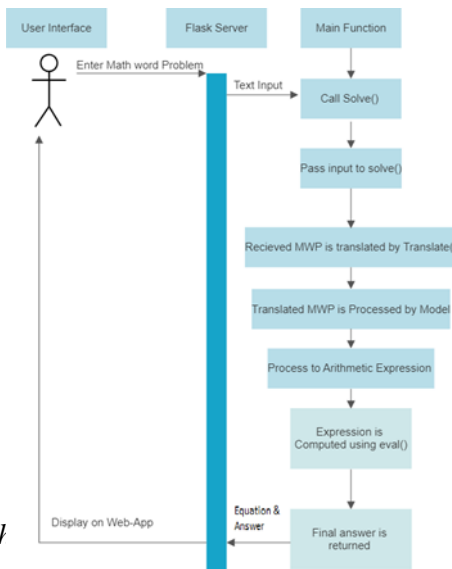 User Interface
Flask Server
Main Function
Enter Math word Problem
Text Input
Call Solve()
Pass input to solve()
Recieved MWP is translated by Translate(
Translated MWP is Processed by Model
Process to Arithmetic Expression
Expression is
Computed using eval()
Equation &
Answer
Display on Web-App
Final answer is
returned